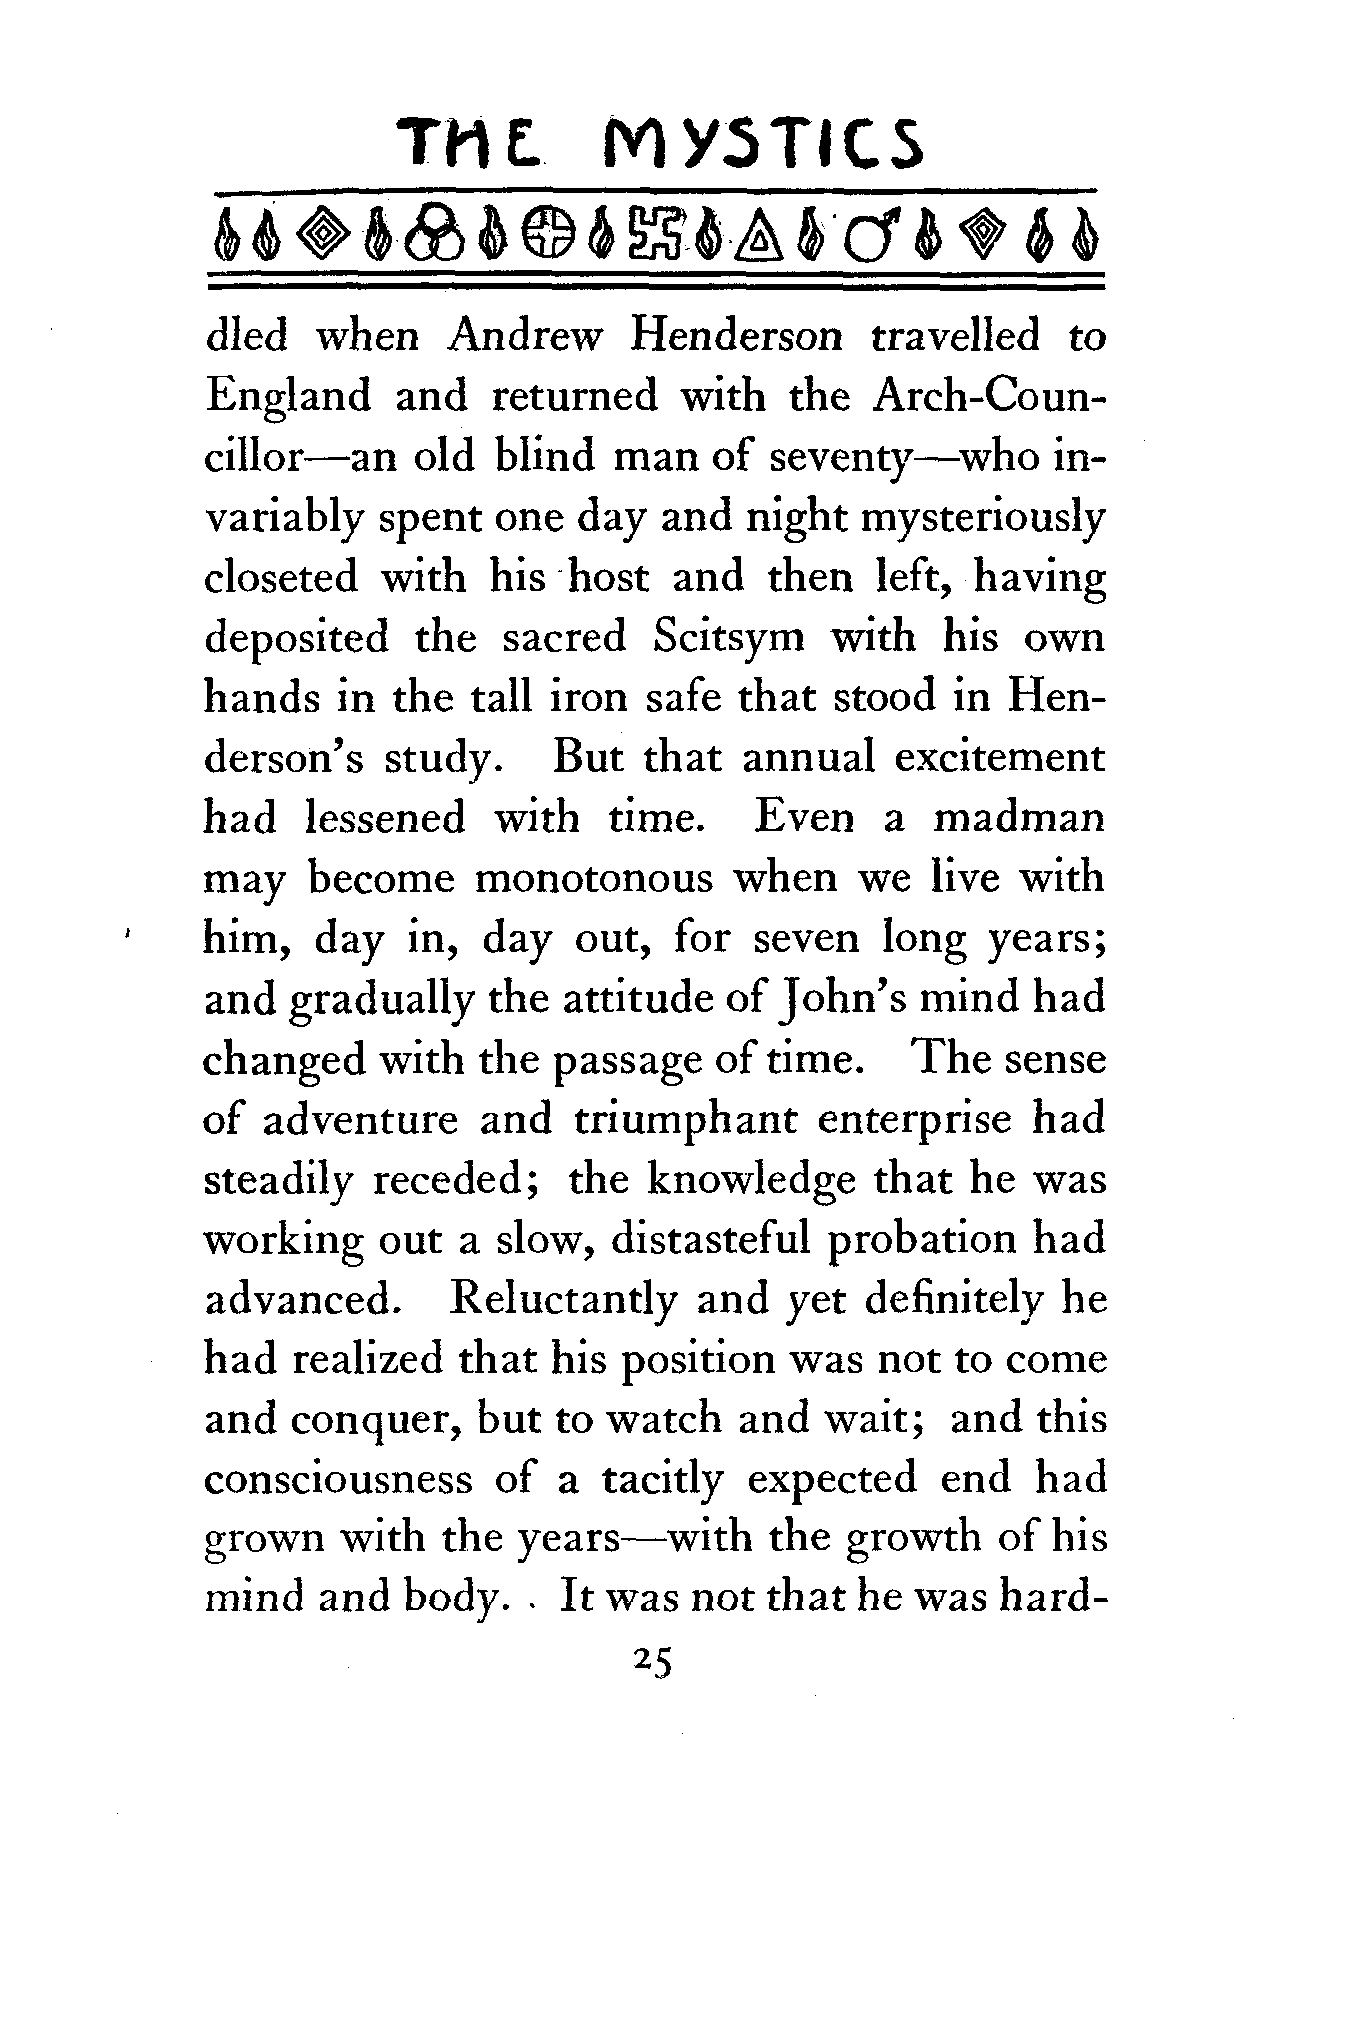 THE MYSTICS
dled when Andrew Henderson travelled to
England and returned with the Arch-Coun-
cillor—an old blind man of seventy—who in-
variably spent one day and night mysteriously
closeted with his host and then left, having
deposited the sacred Scitsym with his own
hands in the tall iron safe that stood in Hen-
derson's study. But that annual excitement
had lessened with time. Even a madman
may become monotonous when we live with
him, day in, day out, for seven long years;
and gradually the attitude of John's mind had
changed with the passage of time. The sense
of adventure and triumphant enterprise had
steadily receded; the knowledge that he was
working out a slow, distasteful probation had
advanced. Reluctantly and yet definitely he
had realized that his position was not to come
and conquer, but to watch and wait; and this
consciousness of a tacitly expected end had
grown with the years—with the growth of his
mind and body. It was not that he was hard-
25